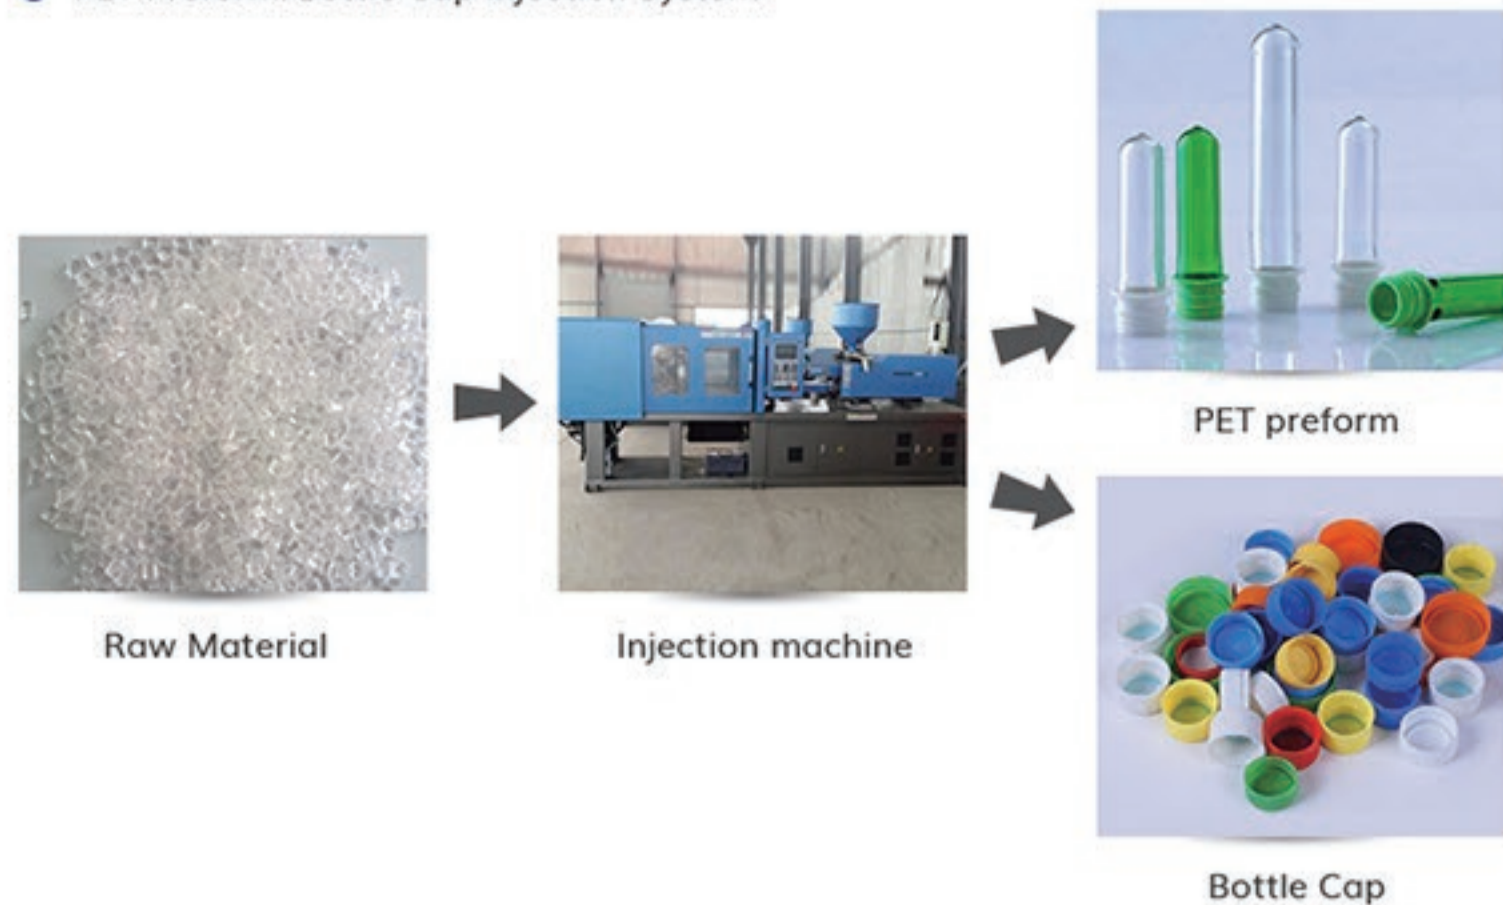 Raw Material
Injection machine
PET preform
Bottle Cap